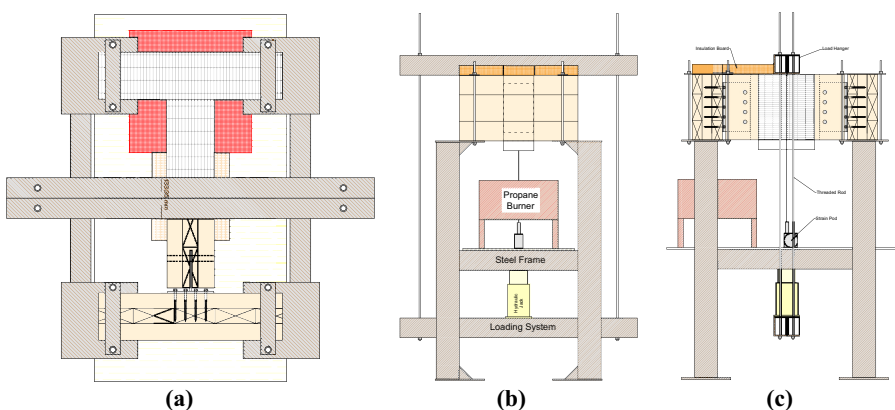 Propane
Burner
Steel Frame
Hydraulic
Jack
Loading System
Insulation Board
Load Hanger
Threaded Rod
Strain Pod
(a)
(b)
(c)